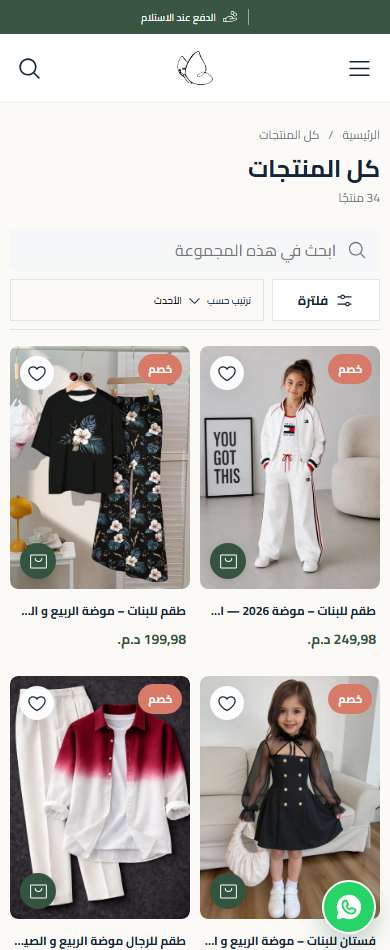 الدفع عند الاستلام
الرئيسية / كل المنتجات
كل المنتجات
34 منتجًا
ابحث في هذه المجموعة
فلترة
ترتيب حسب الأحدث
خصم
خصم
YOU
GOT
THIS
TOMMY
طقم للبنات – موضة 2026 — ا...
249,98 د.م.
طقم للبنات – موضة الربيع و الـ...
199,98 د.م.
خصم
خصم
فستان للبنات – موضة الربيع و ا...
طقم للرجال موضة الربيع و الصيـ...